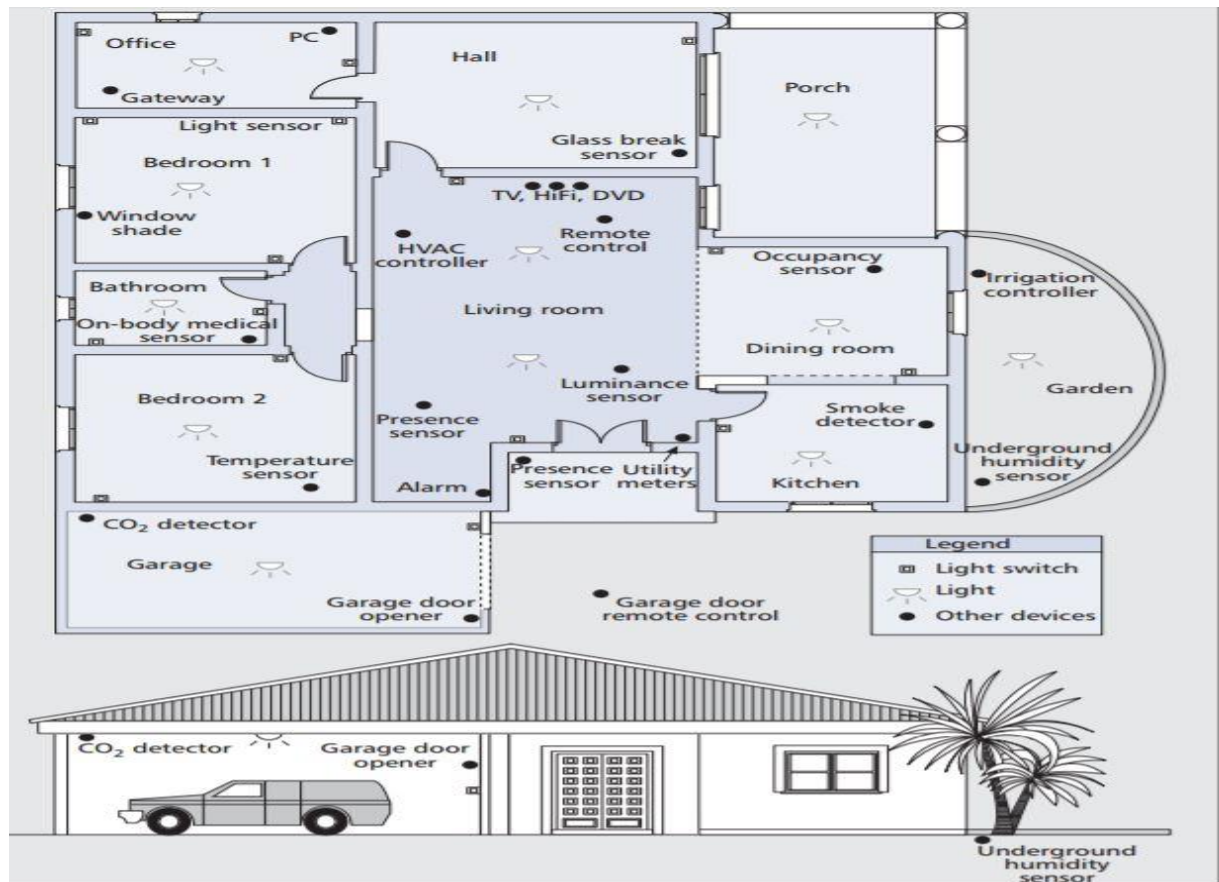 Office
PC
Gateway
Hall
Glass break
sensor
Porch
Light sensor
Bedroom 1
Window
shade
TV, HiFi, DVD
HVAC
controller
Remote
control
Living room
Occupancy
sensor
Dining room
Irrigation
controller
Garden
Bathroom
On-body medical
sensor
Bedroom 2
Temperature
sensor
Presence
sensor
Luminance
sensor
Alarm
Presence
sensor
Utility
meters
Smoke
detector
Kitchen
Underground
humidity
sensor
CO₂ detector
Garage
Garage door
opener
Garage door
remote control
Legend
Light switch
Light
Other devices
CO₂ detector
Garage door
opener
Underground
humidity
sensor